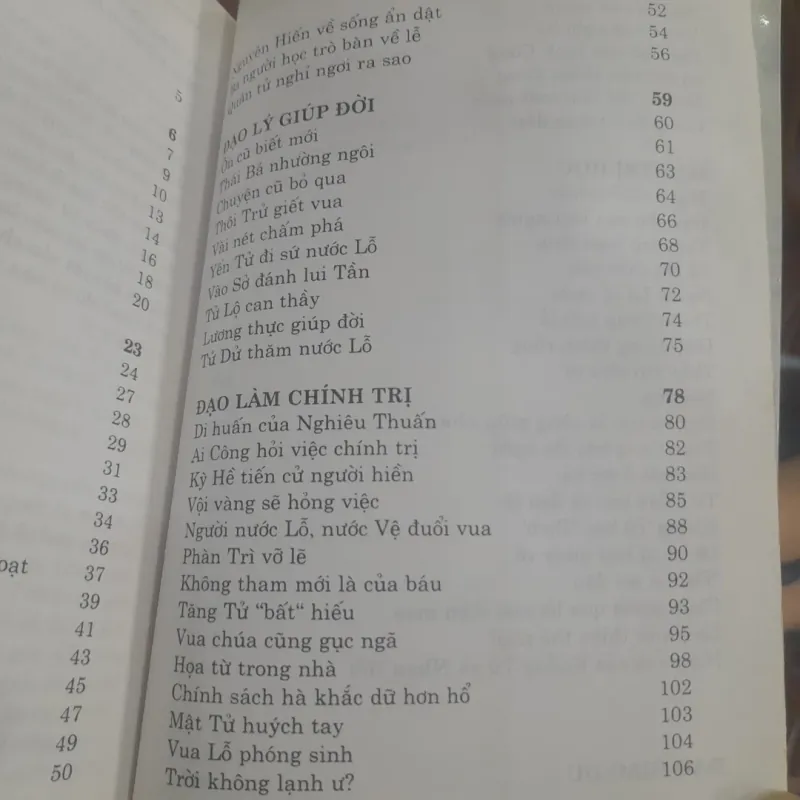 5
6
7
9
10
13
14
16
18
20
23
24
27
28
29
31
33
34
36
oạt 37
39
41
43
45
47
49
50
Nguyên Hiến về sống ẩn dật 52
người học trò bàn về lễ 54
Quân tử nghỉ ngơi ra sao 56
ĐẠO LÝ GIÚP ĐỜI 59
Ôn cũ biết mới 60
Thái Bá nhường ngôi 61
Chuyện cũ bỏ qua 63
Thôi Trử giết vua 64
Vài nét chấm phá 66
Yến Tử đi sứ nước Lỗ 68
Vào Sở đánh lui Tần 70
Tử Lộ can thầy 72
Lương thực giúp đời 74
Tứ Dử thăm nước Lỗ 75
ĐẠO LÀM CHÍNH TRỊ 78
Di huấn của Nghiêu Thuấn 80
Ai Công hỏi việc chính trị 82
Kỳ Hề tiến cử người hiền 83
Vội vàng sẽ hỏng việc 85
Người nước Lỗ, nước Vệ đuổi vua 88
Phàn Trì vỡ lẽ 90
Không tham mới là của báu 92
Tăng Tử “bất“ hiếu 93
Vua chúa cũng gục ngã 95
Họa từ trong nhà 98
Chính sách hà khắc dữ hơn hổ 102
Mật Tử huých tay 103
Vua Lỗ phóng sinh 104
Trời không lạnh ư? 106